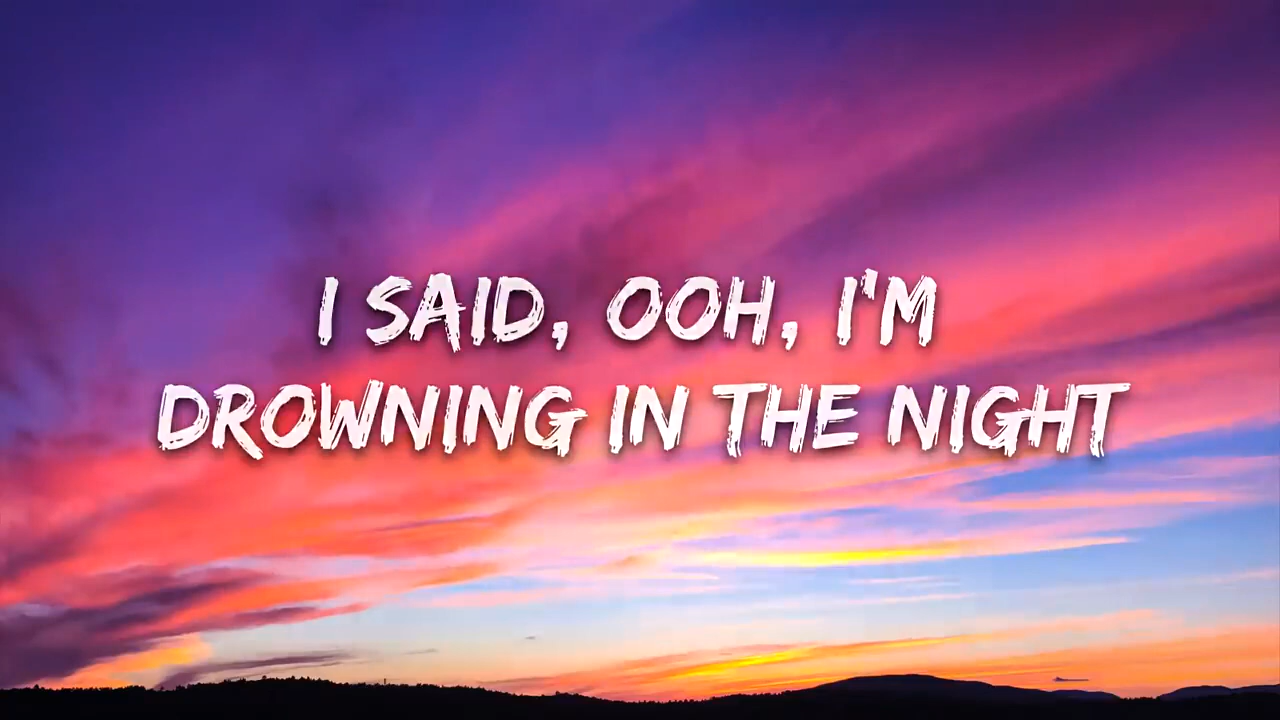 I SAID, OOH, I'M
DROWNING IN THE NIGHT